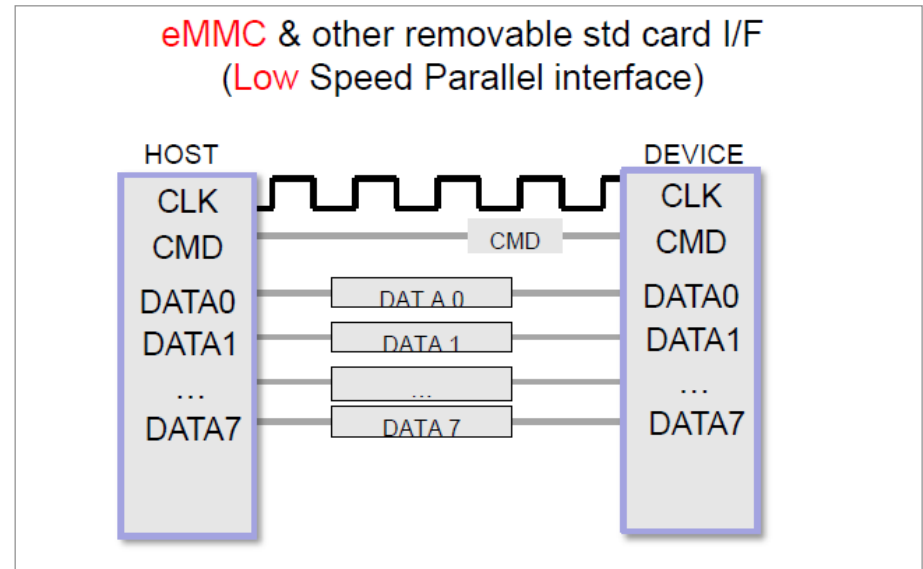 eMMC & other removable std card I/F
(Low Speed Parallel interface)
HOST
DEVICE
CLK
CLK
CMD
CMD
CMD
DATA0
DAT A 0
DATA0
DATA1
DATA 1
DATA1
...
...
...
DATA7
DATA 7
DATA7